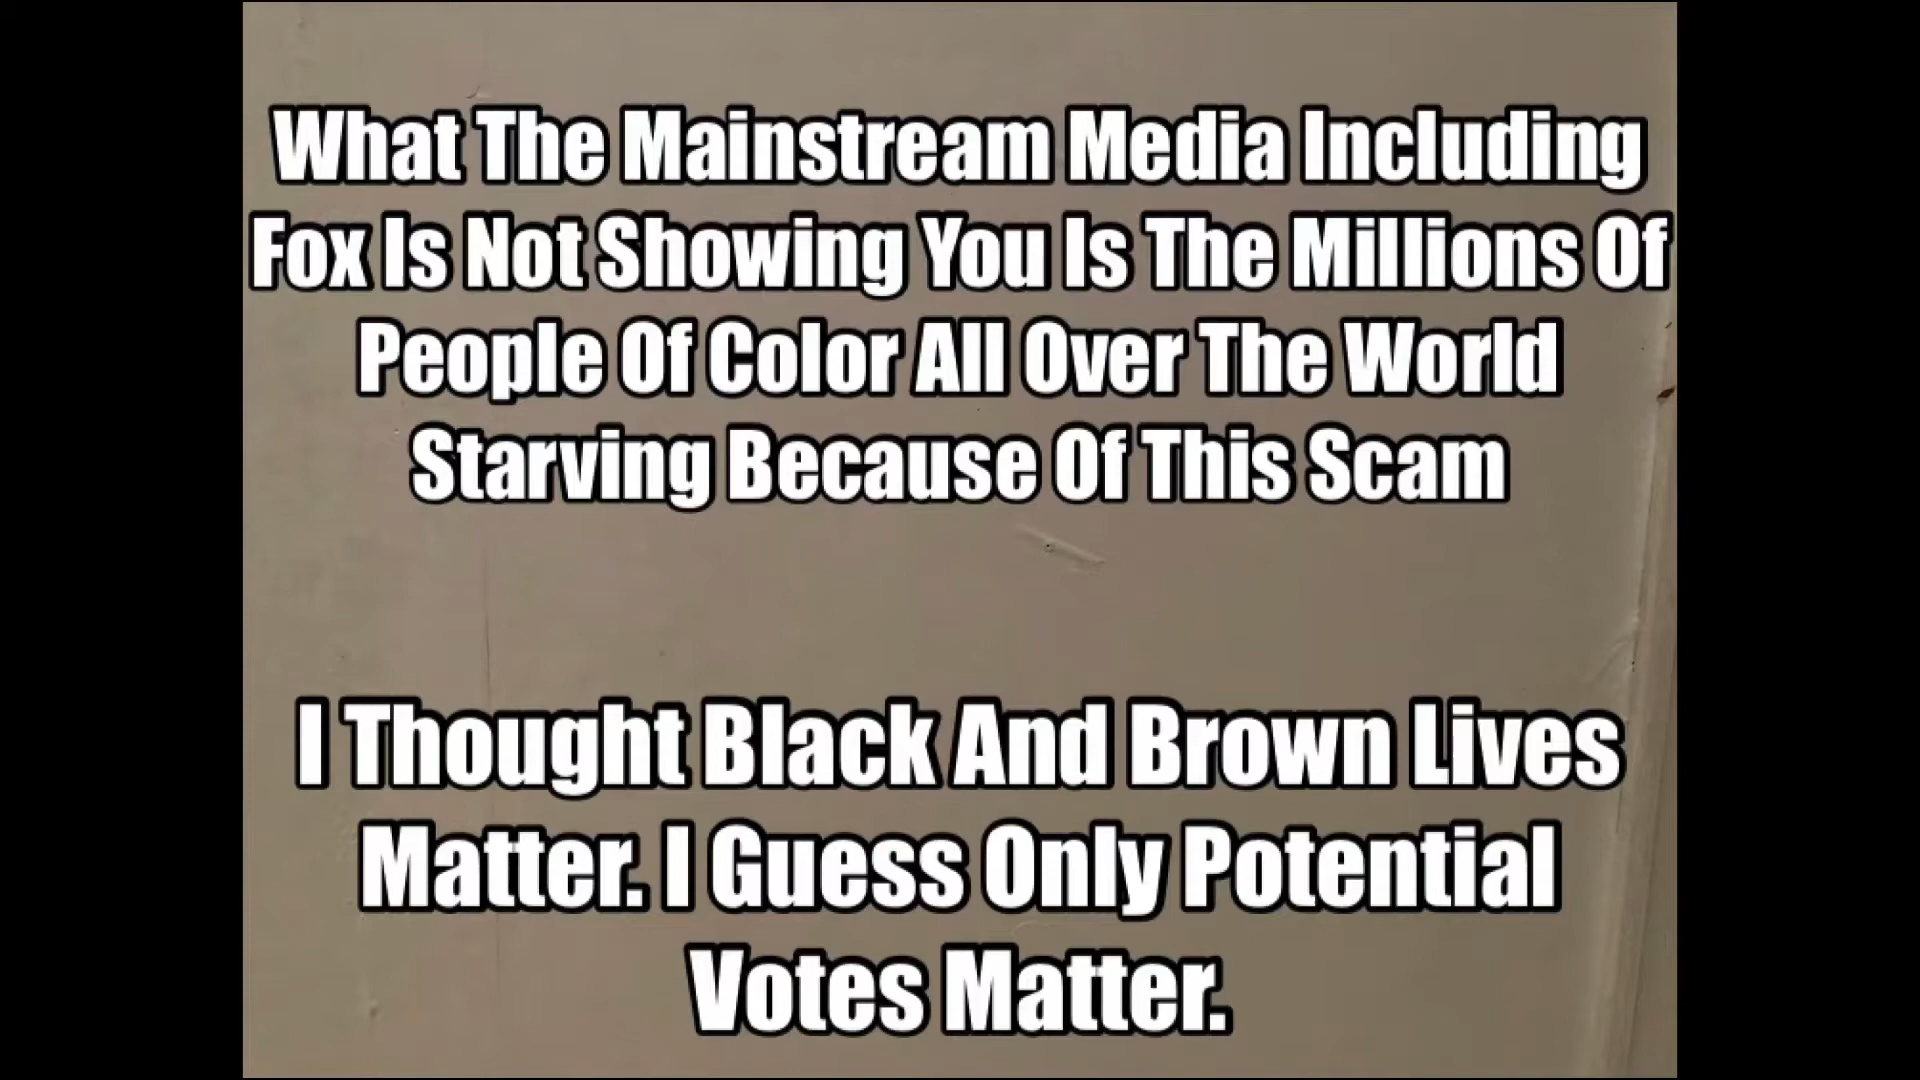 What The Mainstream Media Including
Fox Is Not Showing You Is The Millions Of
People Of Color All Over The World
Starving Because Of This Scam
I Thought Black And Brown Lives
Matter. I Guess Only Potential
Votes Matter.